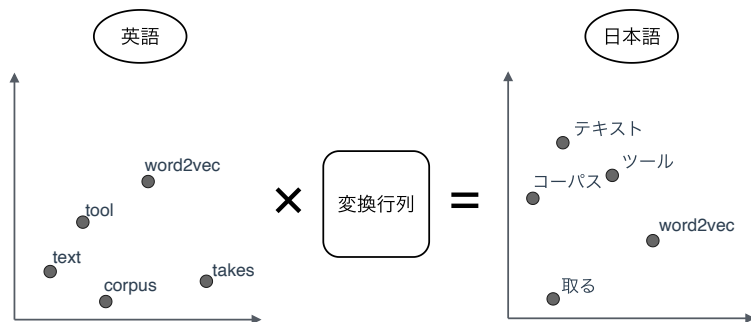 英語
word2vec
tool
text
corpus
takes
×
変換行列
=
日本語
テキスト
ツール
コーパス
word2vec
取る